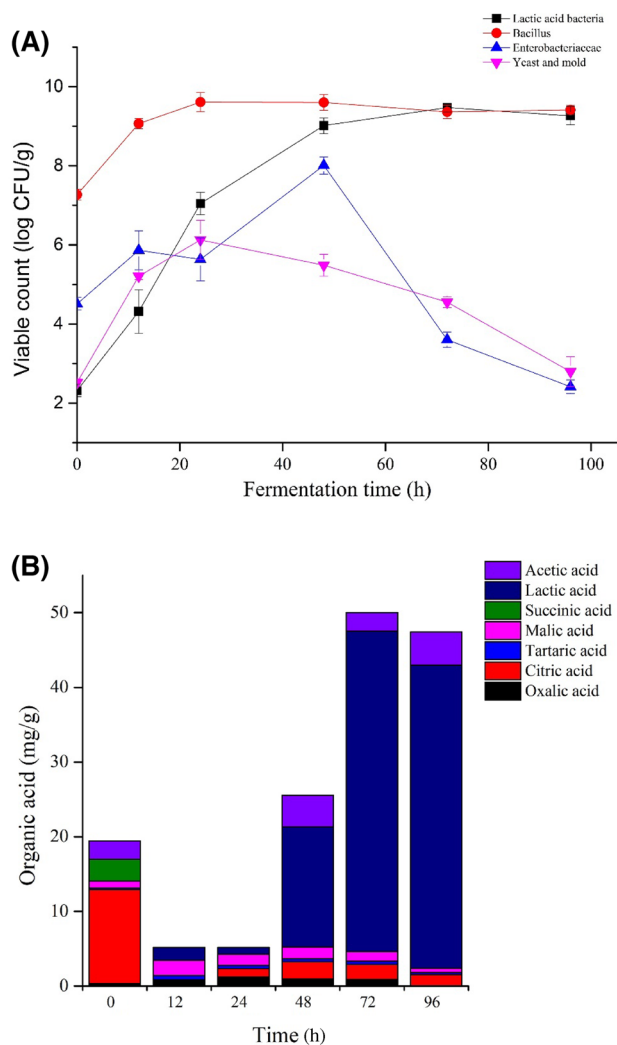 (A)
Lactic acid bacteria
Bacillus
Enterobacteriaceae
Yeast and mold
10
8
6
4
2
Viable count (log CFU/g)
0 20 40 60 80 100
Fermentation time (h)
(B)
Acetic acid
Lactic acid
Succinic acid
Malic acid
Tartaric acid
Citric acid
Oxalic acid
50
40
30
20
10
0
Organic acid (mg/g)
0 12 24 48 72 96
Time (h)